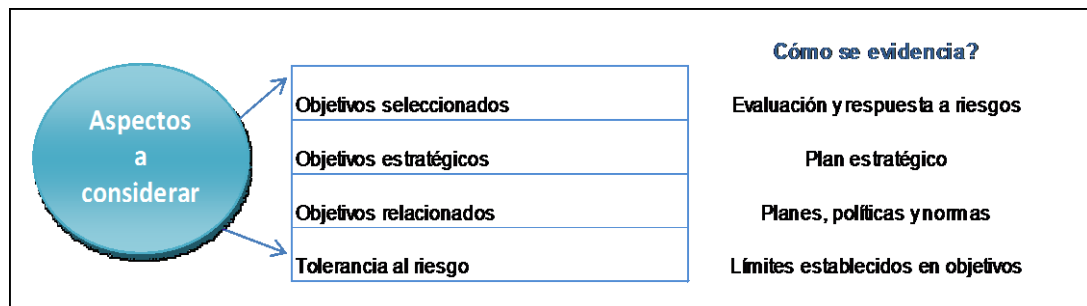 Cómo se evidencia?
Aspectos
a
considerar
Objetivos seleccionados
Evaluación y respuesta a riesgos
Objetivos estratégicos
Plan estratégico
Objetivos relacionados
Planes, políticas y normas
Tolerancia al riesgo
Límites establecidos en objetivos